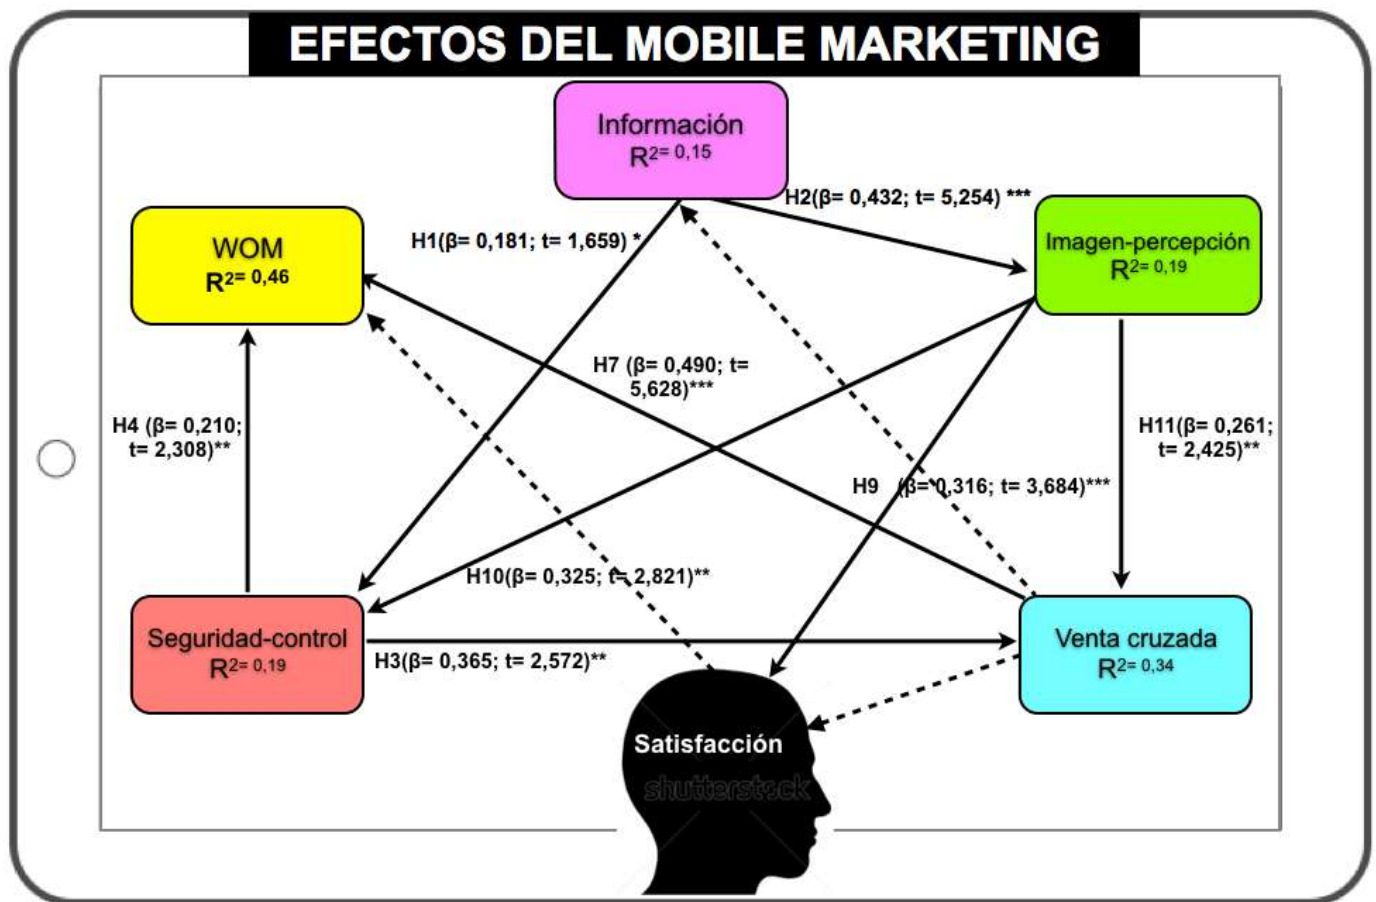 EFECTOS DEL MOBILE MARKETING
Información
R²= 0,15
H2(β= 0,432; t= 5,254) ***
H1(β= 0,181; t= 1,659) *
WOM
R²= 0,46
Imagen-percepción
R²= 0,19
H7 (β= 0,490; t=
5,628)***
H4 (β= 0,210;
t= 2,308)**
H11(β= 0,261;
t= 2,425)**
H9 (β= 0,316; t= 3,684)***
H10(β= 0,325; t= 2,821)**
Seguridad-control
R²= 0,19
H3(β= 0,365; t= 2,572)**
Venta cruzada
R²= 0,34
Satisfacción
shutterstock